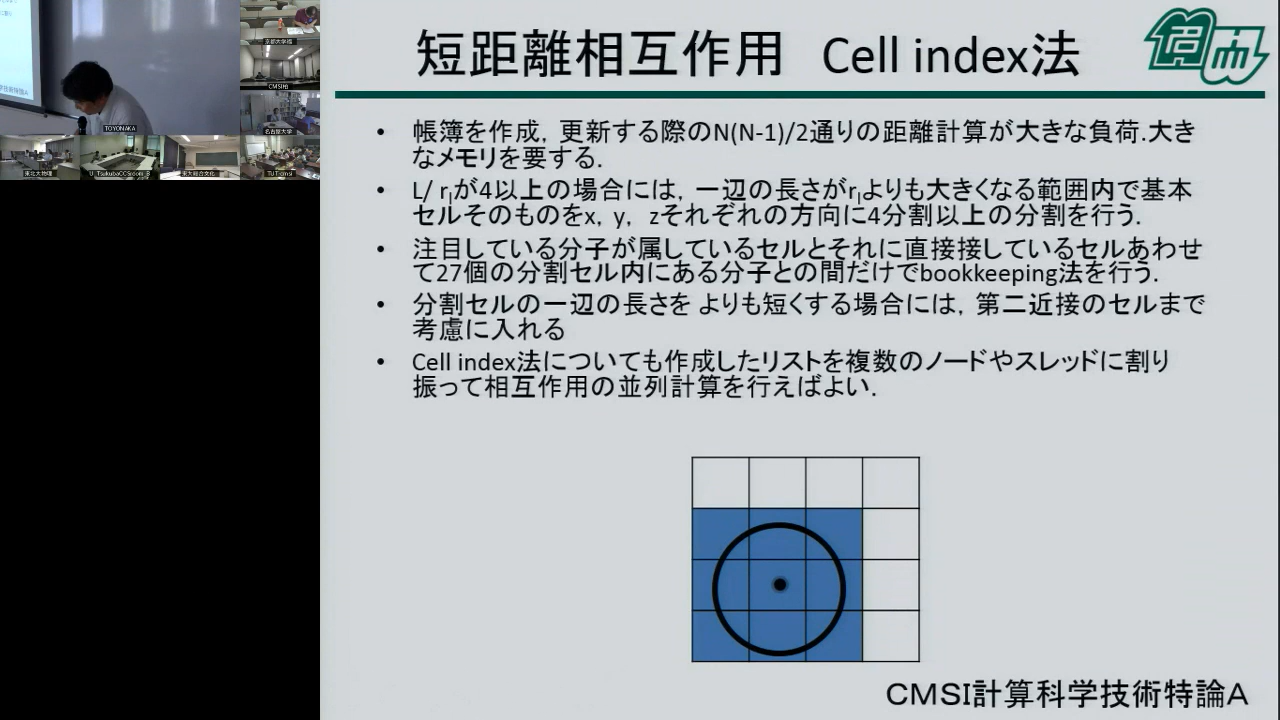 短距離相互作用 Cell index法
• 帳簿を作成，更新する際のN(N-1)/2通りの距離計算が大きな負荷.大き
なメモリを要する.
• L/ rlが4以上の場合には，一辺の長さがrlよりも大きくなる範囲内で基本
セルそのものをx，y，zそれぞれの方向に4分割以上の分割を行う.
• 注目している分子が属しているセルとそれに直接接しているセルあわせ
て27個の分割セル内にある分子との間だけでbookkeeping法を行う.
• 分割セルの一辺の長さを よりも短くする場合には，第二近接のセルまで
考慮に入れる
• Cell index法についても作成したリストを複数のノードやスレッドに割り
振って相互作用の並列計算を行えばよい.
CMSI計算科学技術特論A
TOYONAKA
CMSI柏
名古屋大学
東北大物理
U_TsukubaCCSroom_B
東大総合文化
TUT-cmsi